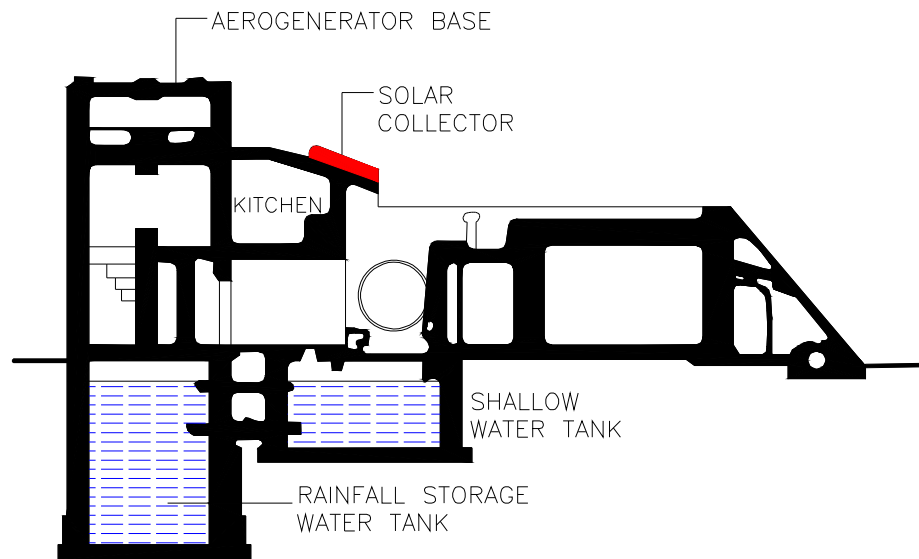 AEROGENERATOR BASE
SOLAR
COLLECTOR
KITCHEN
SHALLOW
WATER TANK
RAINFALL STORAGE
WATER TANK